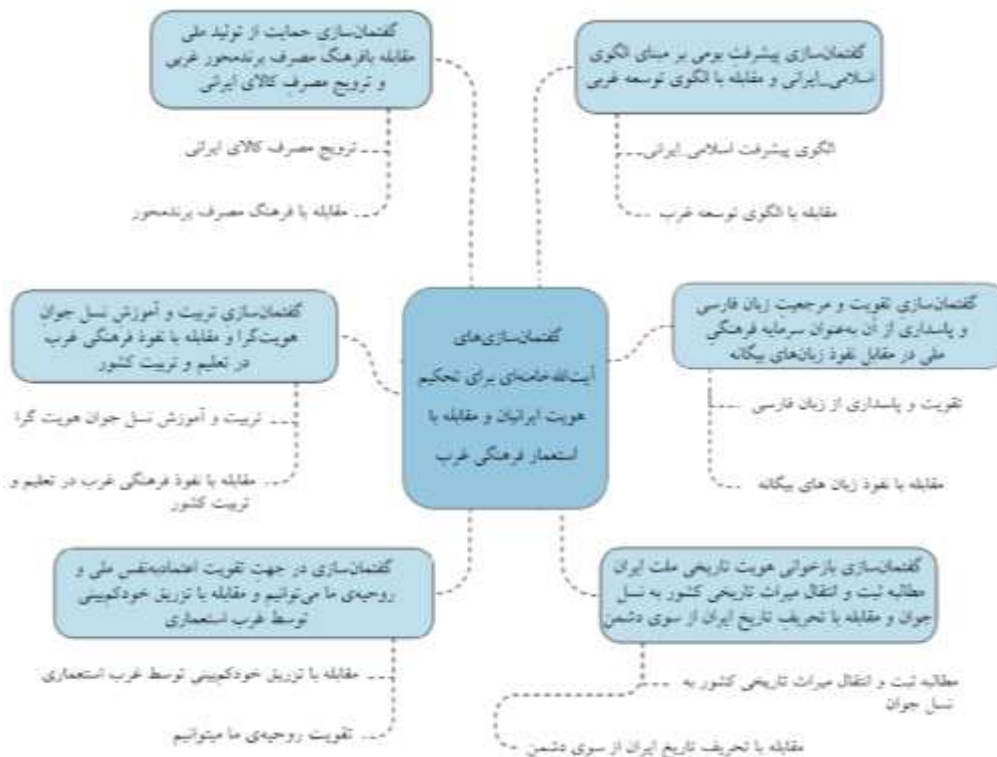 گفتمان‌سازی پیشرفتِ بومی بر مبنای الگوی
اسلامی_ایرانی و مقابله با الگوی توسعه غربی
الگوی پیشرفت اسلامی_ایرانی
مقابله با الگوی توسعه غرب
گفتمان‌سازی حمایت از تولید ملی
مقابله بافرهنگ مصرف برندمحور غربی
و ترویج مصرف کالای ایرانی
ترویج مصرف کالای ایرانی
مقابله با فرهنگ مصرف برندمحور
گفتمان‌سازی‌های
آیت‌الله‌خامنه‌ای برای تحکیم
هویت ایرانیان و مقابله با
استعمار فرهنگی غرب
گفتمان‌سازی تقویت و مرجعیت زبان فارسی
و پاسداری از آن به‌عنوان سرمایه فرهنگی
ملی در مقابل نفوذ زبان‌های بیگانه
تقویت و پاسداری از زبان فارسی
مقابله با نفوذ زبان های بیگانه
گفتمان‌سازی تربیت و آموزش نسل جوانِ
هویت‌گرا و مقابله با نفوذ فرهنگی غرب
در تعلیم و تربیت کشور
تربیت و آموزش نسل جوان هویت گرا
مقابله با نفوذ فرهنگی غرب در تعلیم و
تربیت کشور
گفتمان‌سازی بازخوانی هویت تاریخی ملت ایران
مطالبه ثبت و انتقال میراث تاریخی کشور به نسل
جوان و مقابله با تحریف تاریخ ایران از سوی دشمن
مطالبه ثبت و انتقال میراث تاریخی کشور به
نسل جوان
مقابله با تحریف تاریخ ایران از سوی دشمن
گفتمان‌سازی در جهتِ تقویت اعتمادبه‌نفس ملی و
روحیه‌ی ما می‌توانیم و مقابله با تزریق خودکم‌بینی
توسط غرب استعماری
مقابله با تزریق خودکم‌بینی توسط غرب استعماری
تقویت روحیه‌ی ما میتوانیم